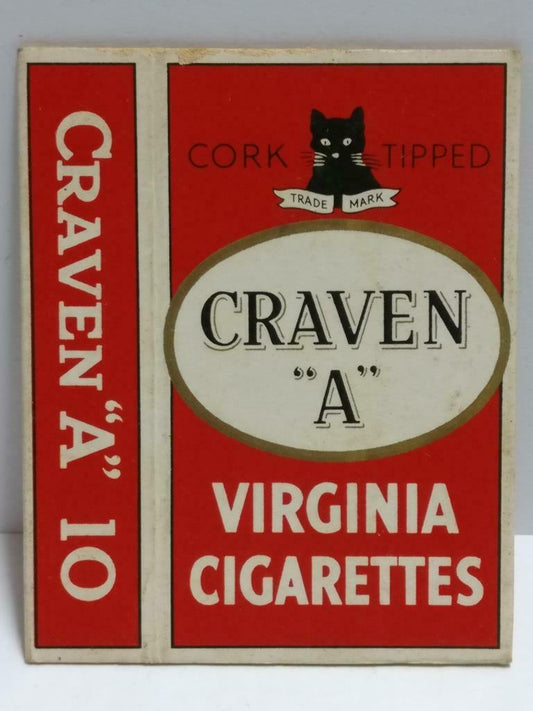 CRAVEN "A" 10
CORK TIPPED
TRADE MARK
CRAVEN
"A"
VIRGINIA
CIGARETTES